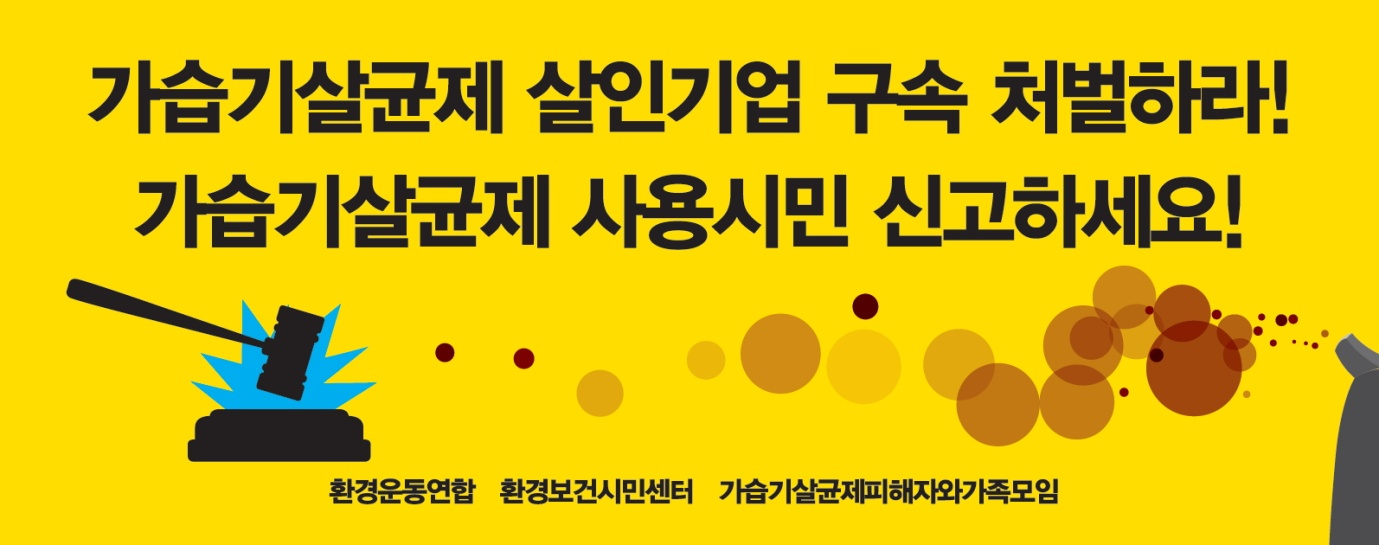 가습기살균제 살인기업 구속 처벌하라!
가습기살균제 사용시민 신고하세요!
환경운동연합 환경보건시민센터 가습기살균제피해자와가족모임